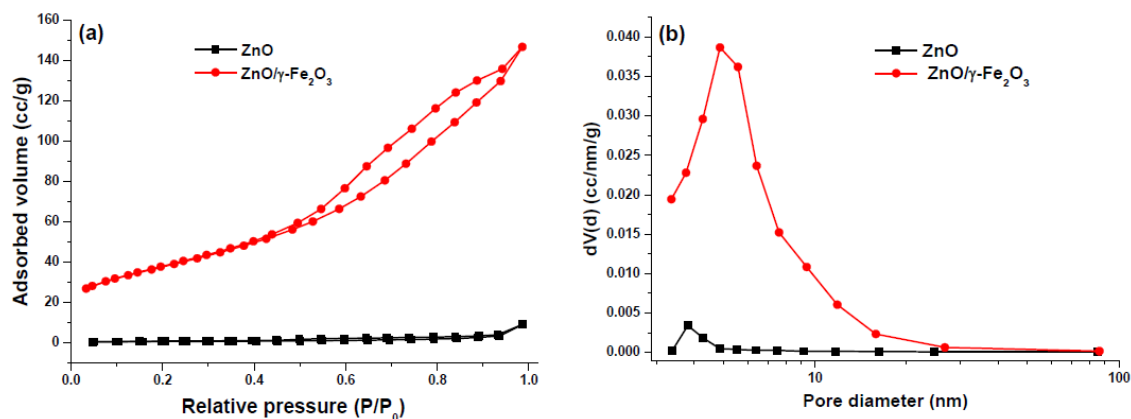 (a)
ZnO
ZnO/γ-Fe₂O₃
160
140
120
100
80
60
40
20
0
Adsorbed volume (cc/g)
0.0 0.2 0.4 0.6 0.8 1.0
Relative pressure (P/P₀)
(b)
ZnO
ZnO/γ-Fe₂O₃
0.040
0.035
0.030
0.025
0.020
0.015
0.010
0.005
0.000
dV(d) (cc/nm/g)
10 100
Pore diameter (nm)